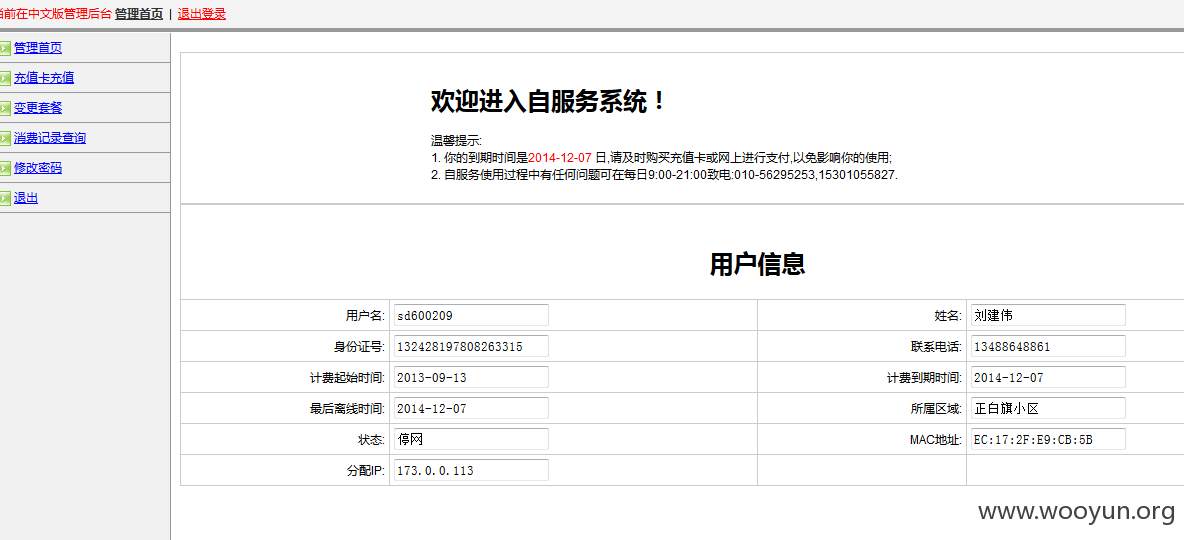 当前在中文版管理后台 管理首页 | 退出登录
管理首页
充值卡充值
变更套餐
消费记录查询
修改密码
退出
欢迎进入自服务系统！
温馨提示:
1. 你的到期时间是2014-12-07 日,请及时购买充值卡或网上进行支付,以免影响你的使用;
2. 自服务使用过程中有任何问题可在每日9:00-21:00致电:010-56295253,15301055827.
用户信息
用户名: sd600209 姓名: 刘建伟
身份证号: 132428197808263315 联系电话: 13488648861
计费起始时间: 2013-09-13 计费到期时间: 2014-12-07
最后离线时间: 2014-12-07 所属区域: 正白旗小区
状态: 停网 MAC地址: EC:17:2F:E9:CB:5B
分配IP: 173.0.0.113
www.wooyun.org